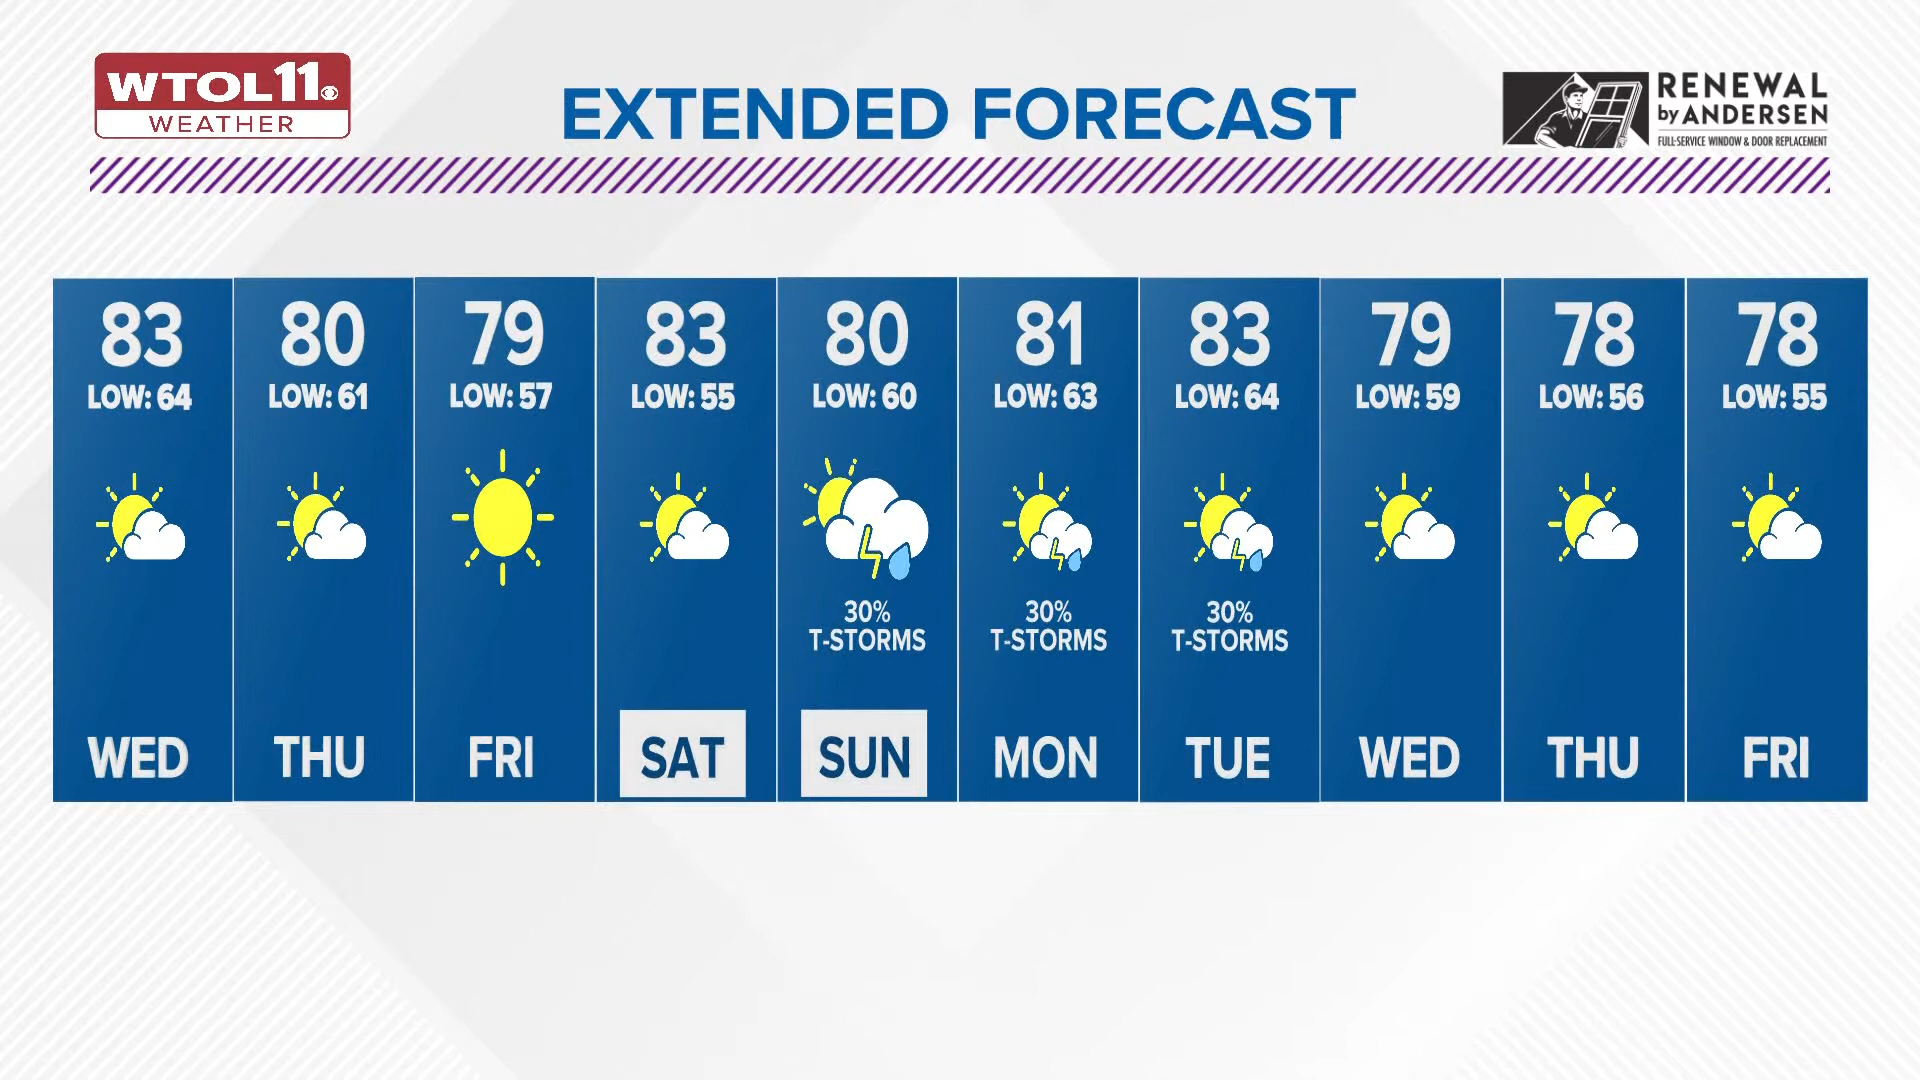 WTOL11
WEATHER
EXTENDED FORECAST
RENEWAL
by ANDERSEN
FULL-SERVICE WINDOW & DOOR REPLACEMENT
83
LOW: 64
WED
80
LOW: 61
THU
79
LOW: 57
FRI
83
LOW: 55
SAT
80
LOW: 60
30%
T-STORMS
SUN
81
LOW: 63
30%
T-STORMS
MON
83
LOW: 64
30%
T-STORMS
TUE
79
LOW: 59
WED
78
LOW: 56
THU
78
LOW: 55
FRI